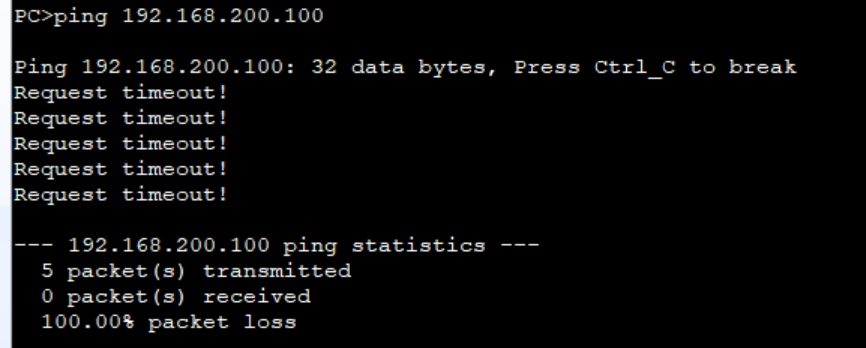 PC>ping 192.168.200.100
Ping 192.168.200.100: 32 data bytes, Press Ctrl_C to break
Request timeout!
Request timeout!
Request timeout!
Request timeout!
Request timeout!
--- 192.168.200.100 ping statistics ---
5 packet(s) transmitted
0 packet(s) received
100.00% packet loss